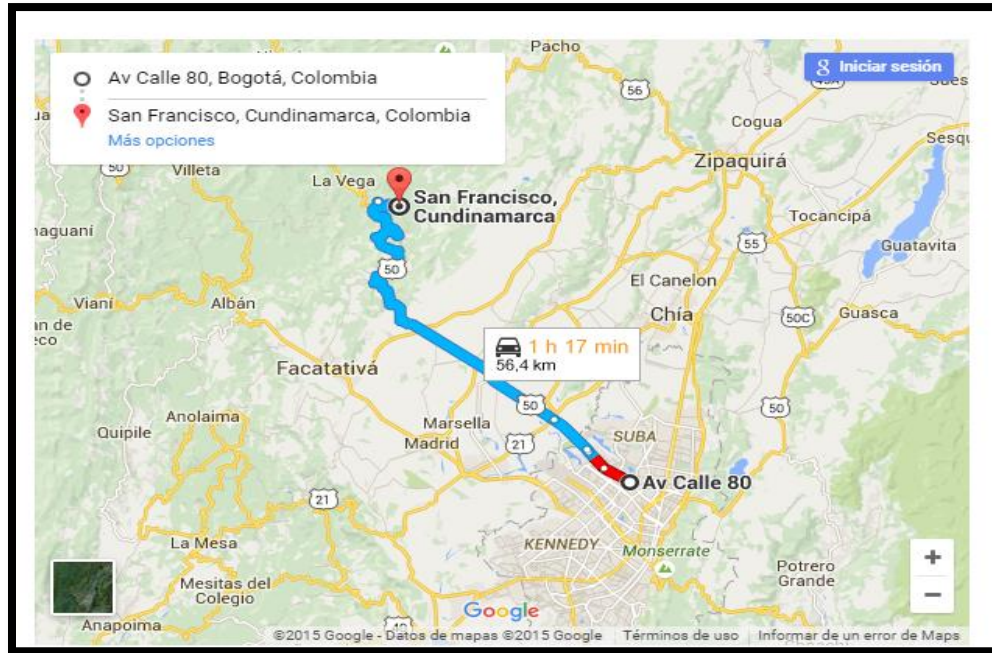 Av Calle 80, Bogotá, Colombia
San Francisco, Cundinamarca, Colombia
Más opciones
Iniciar sesión
Pacho
56
Cogua
Zipaquirá
50
Villeta
La Vega
San Francisco,
Cundinamarca
Tocancipá
55
Guatavita
50
El Canelon
Vianí
Albán
Chía
50C
Guasca
1 h 17 min
56,4 km
Facatativá
50
50
Anolaima
Marsella
Quipile
Madrid
21
SUBA
Av Calle 80
21
La Mesa
KENNEDY
Monserrate
Potrero
Grande
Mesitas del
Colegio
+
−
Anapoima
Google
©2015 Google - Datos de mapas ©2015 Google
Términos de uso
Informar de un error de Maps